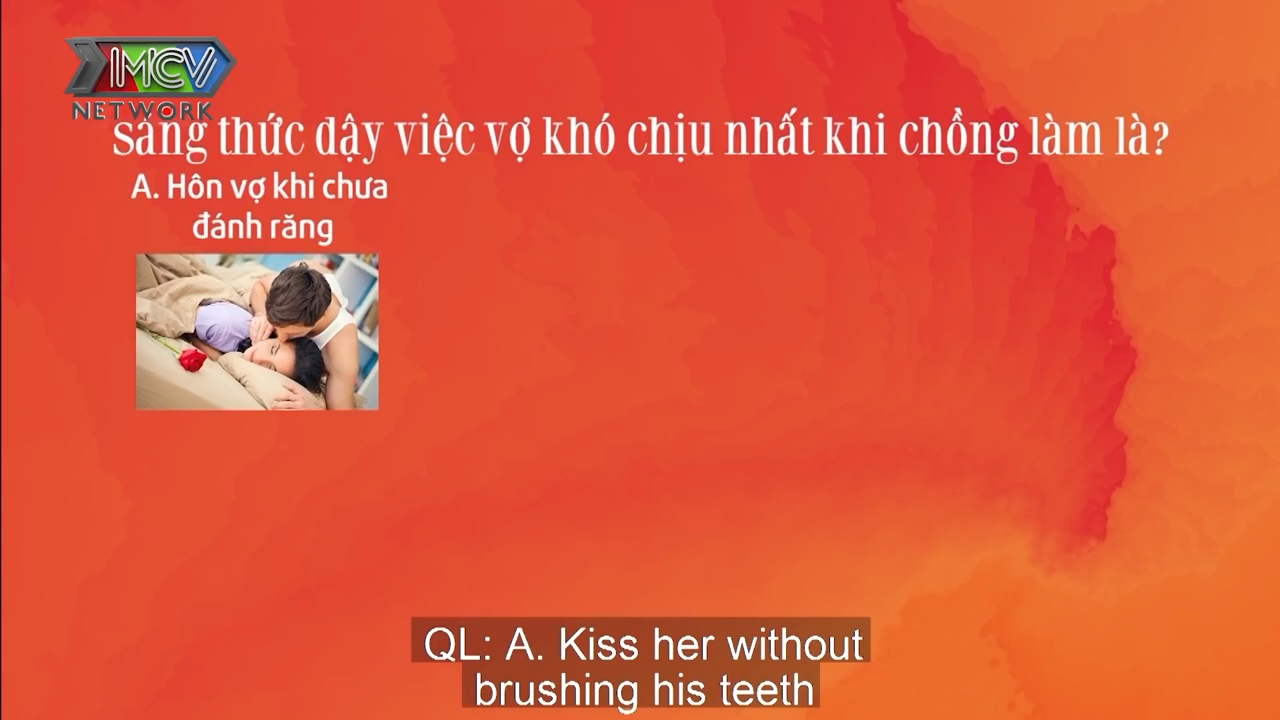 MCV
NETWORK
Sáng thức dậy việc vợ khó chịu nhất khi chồng làm là?
A. Hôn vợ khi chưa
đánh răng
QL: A. Kiss her without
brushing his teeth